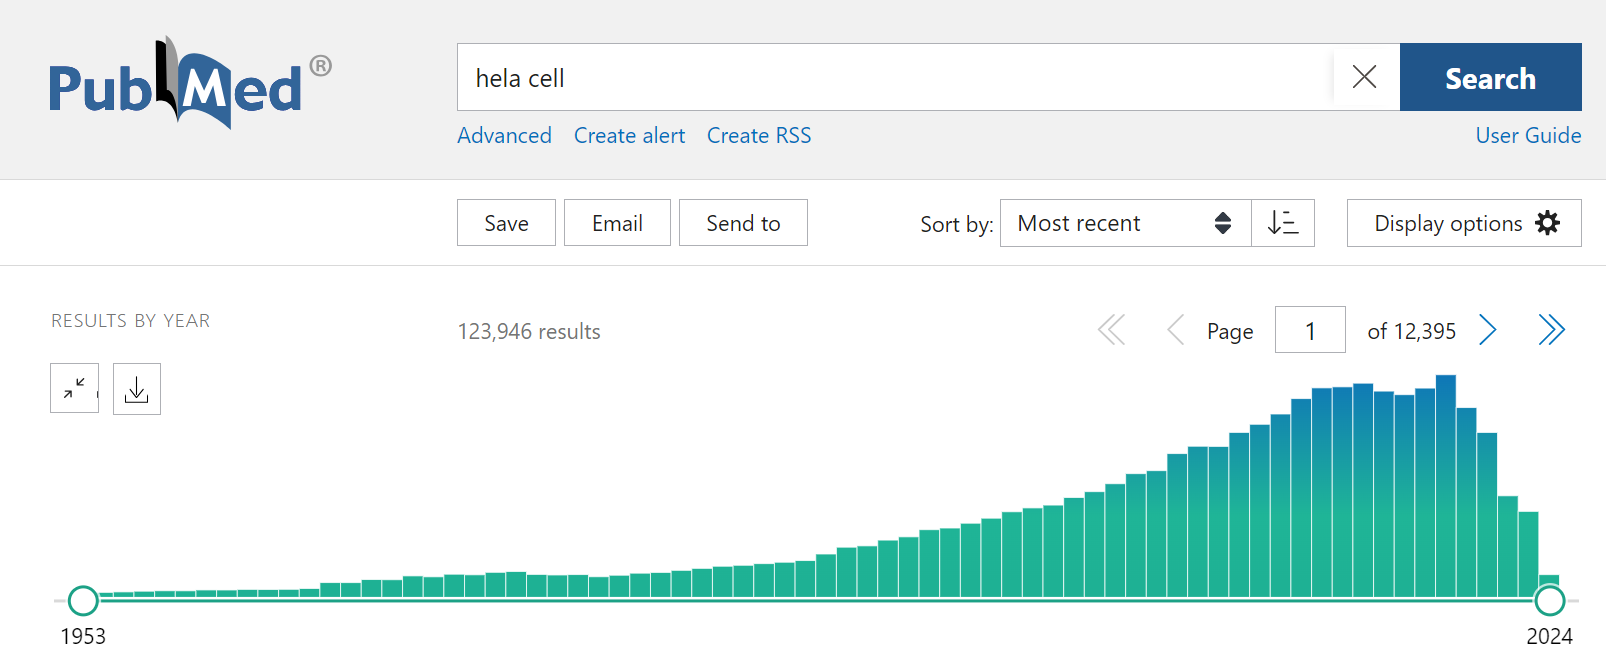 PubMed®
hela cell
Search
Advanced Create alert Create RSS
User Guide
Save Email Send to
Sort by: Most recent
Display options
RESULTS BY YEAR
123,946 results
Page 1 of 12,395
1953
2024